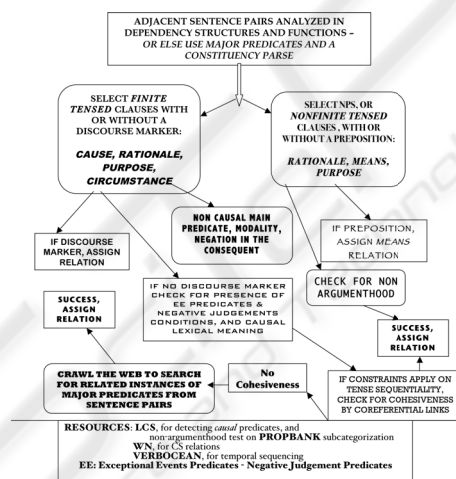 ADJACENT SENTENCE PAIRS ANALYZED IN
DEPENDENCY STRUCTURES AND FUNCTIONS –
OR ELSE USE MAJOR PREDICATES AND A
CONSTITUENCY PARSE
SELECT FINITE
TENSED CLAUSES WITH
OR WITHOUT A
DISCOURSE MARKER:
CAUSE, RATIONALE,
PURPOSE,
CIRCUMSTANCE
SELECT NPS, OR
NONFINITE TENSED
CLAUSES , WITH OR
WITHOUT A PREPOSITION:
RATIONALE, MEANS,
PURPOSE
NON CAUSAL MAIN
PREDICATE, MODALITY,
NEGATION IN THE
CONSEQUENT
IF PREPOSITION,
ASSIGN MEANS
RELATION
IF DISCOURSE
MARKER, ASSIGN
RELATION
CHECK FOR NON
ARGUMENTHOOD
IF NO DISCOURSE MARKER
CHECK FOR PRESENCE OF
EE PREDICATES &
NEGATIVE JUDGEMENTS
CONDITIONS, AND CAUSAL
LEXICAL MEANING
SUCCESS,
ASSIGN
RELATION
SUCCESS,
ASSIGN
RELATION
CRAWL THE WEB TO SEARCH
FOR RELATED INSTANCES OF
MAJOR PREDICATES FROM
SENTENCE PAIRS
No
Cohesiveness
IF CONSTRAINTS APPLY ON
TENSE SEQUENTIALITY,
CHECK FOR COHESIVENESS
BY COREFERENTIAL LINKS
RESOURCES: LCS, for detecting causal predicates, and
non-argumenthood test on PROPBANK subcategorization
WN, for CS relations
VERBOCEAN, for temporal sequencing
EE: Exceptional Events Predicates - Negative Judgement Predicates